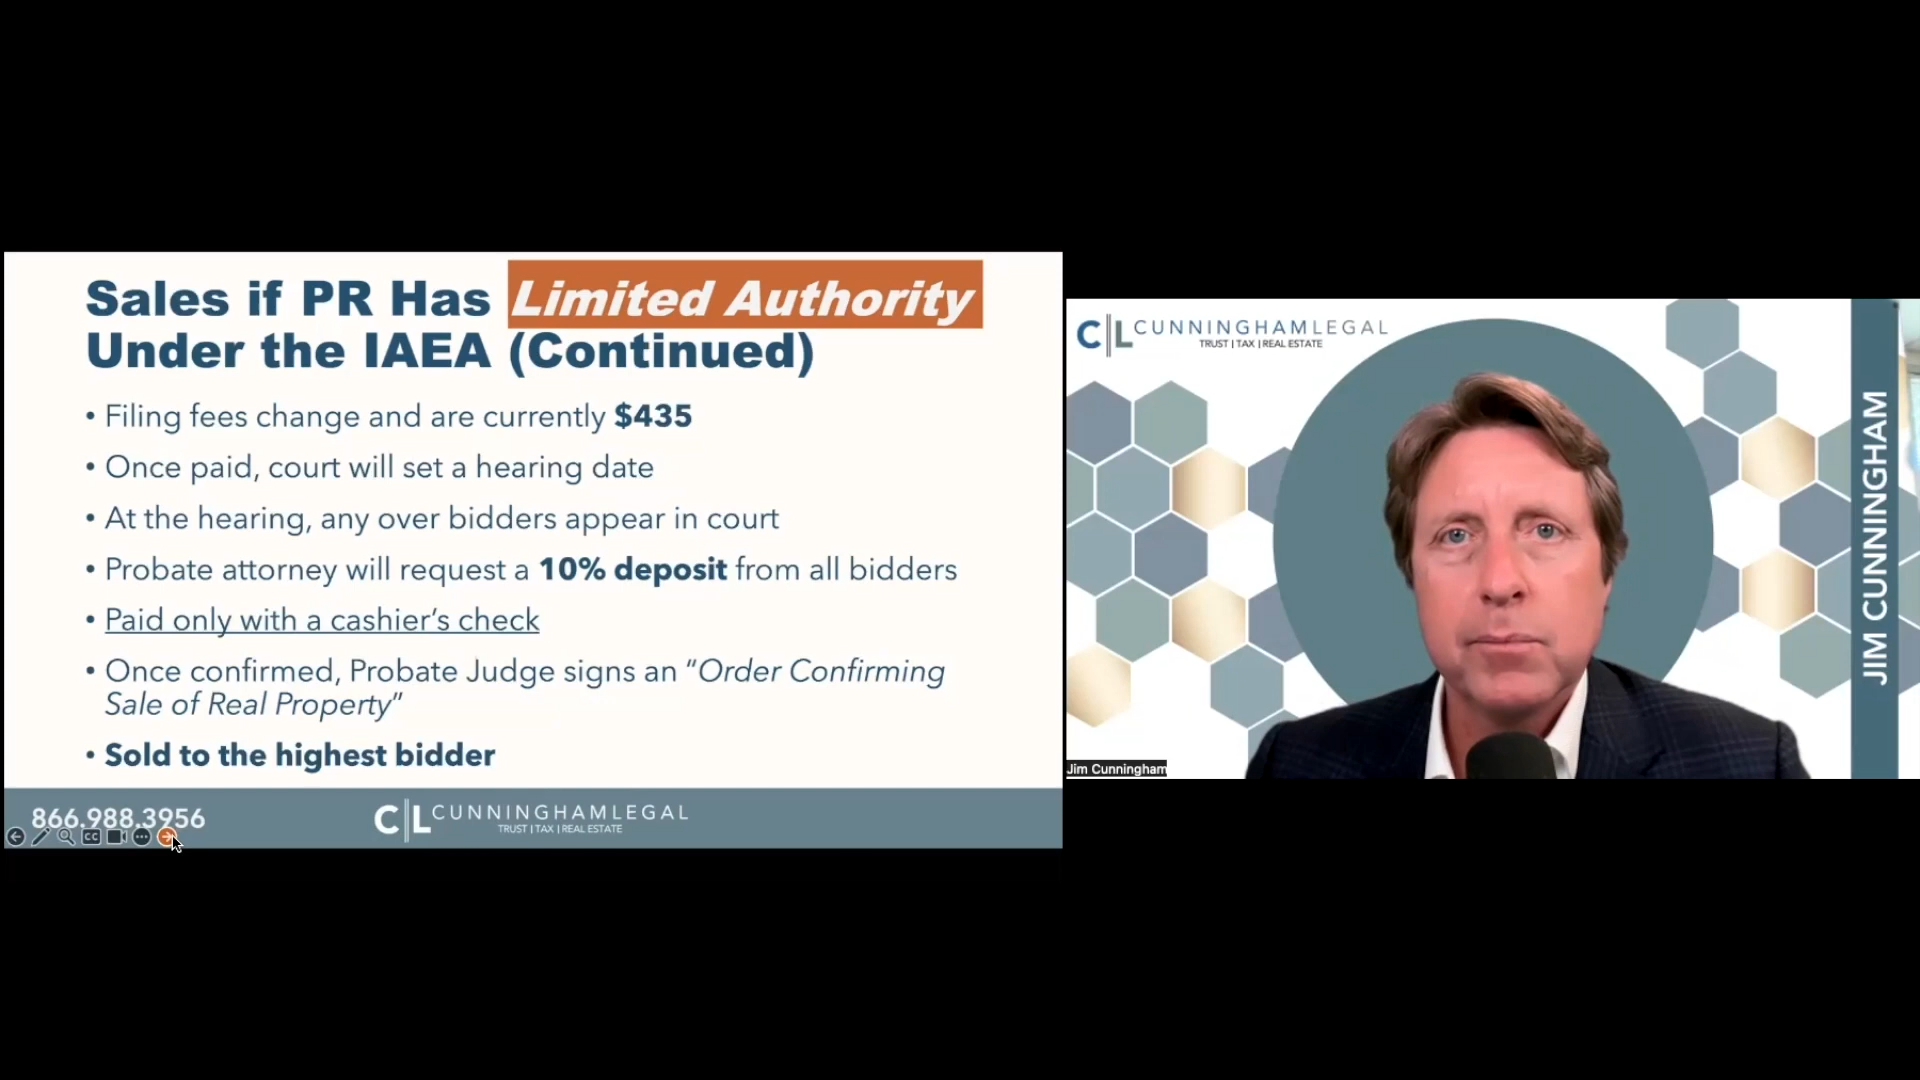 Sales if PR Has Limited Authority
Under the IAEA (Continued)
• Filing fees change and are currently $435
• Once paid, court will set a hearing date
• At the hearing, any over bidders appear in court
• Probate attorney will request a 10% deposit from all bidders
• Paid only with a cashier’s check
• Once confirmed, Probate Judge signs an “Order Confirming
Sale of Real Property”
• Sold to the highest bidder
866.988.3956
CL CUNNINGHAMLEGAL
TRUST | TAX | REAL ESTATE
CC
CL CUNNINGHAMLEGAL
TRUST | TAX | REAL ESTATE
JIM CUNNINGHAM
Jim Cunningham